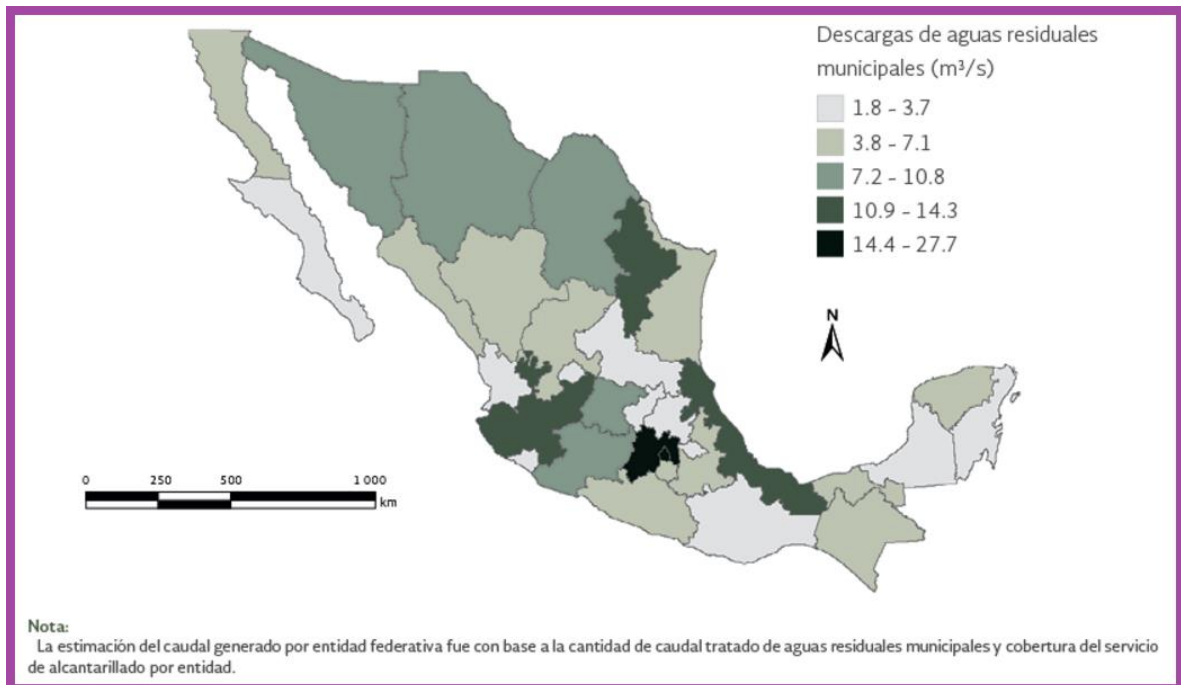 Descargas de aguas residuales
municipales (m³/s)
1.8 - 3.7
3.8 - 7.1
7.2 - 10.8
10.9 - 14.3
14.4 - 27.7
N
0 250 500 1 000
km
Nota:
La estimación del caudal generado por entidad federativa fue con base a la cantidad de caudal tratado de aguas residuales municipales y cobertura del servicio
de alcantarillado por entidad.